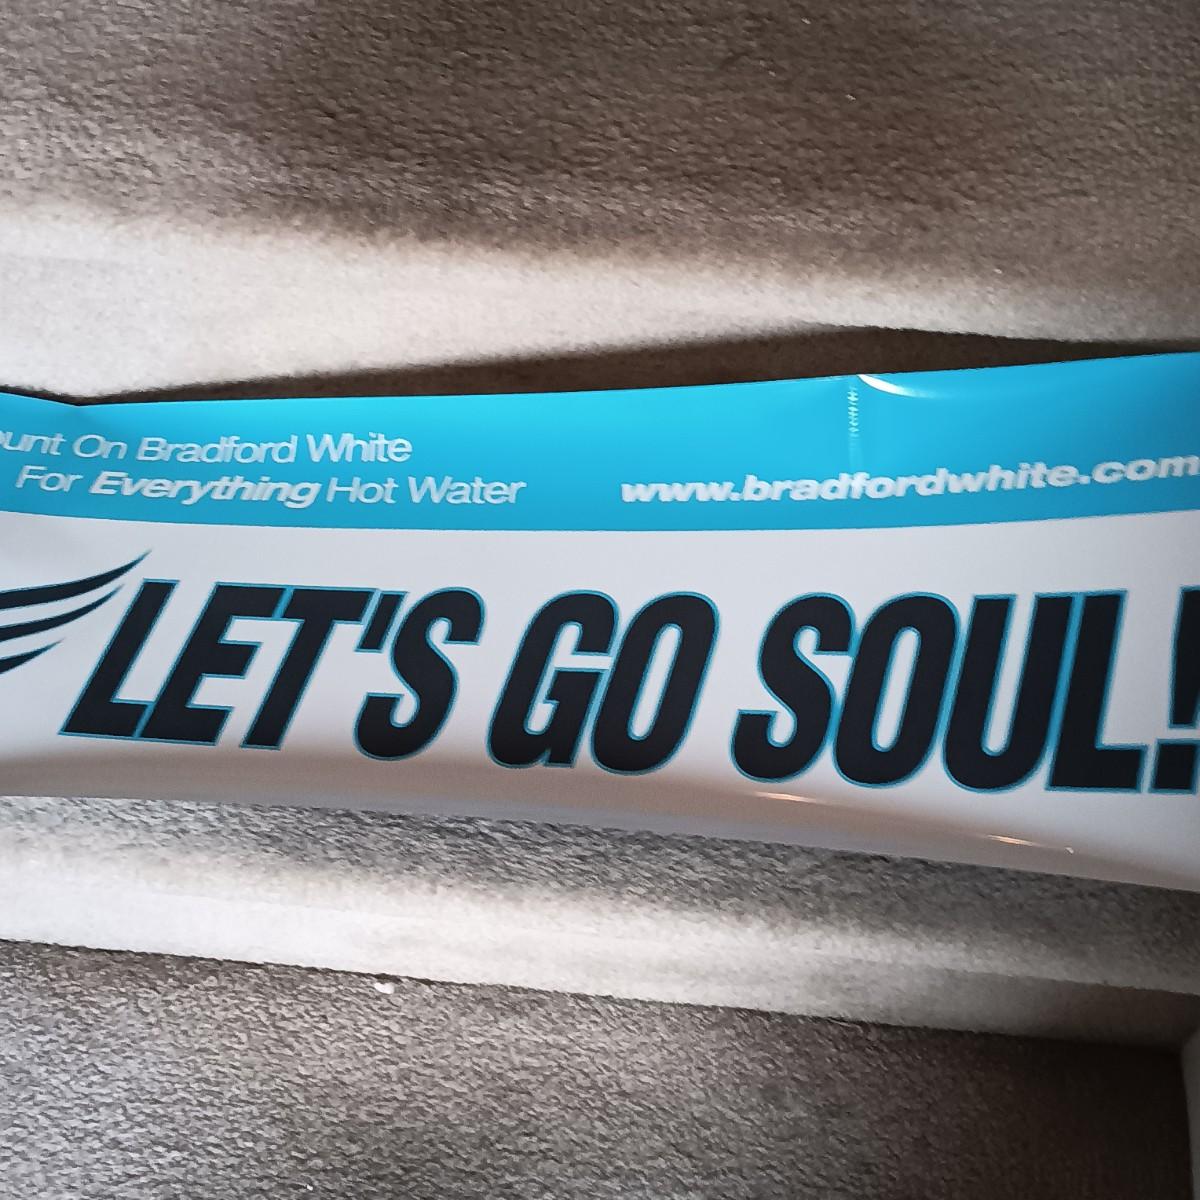 ount On Bradford White
For Everything Hot Water
www.bradfordwhite.com
LET'S GO SOUL!